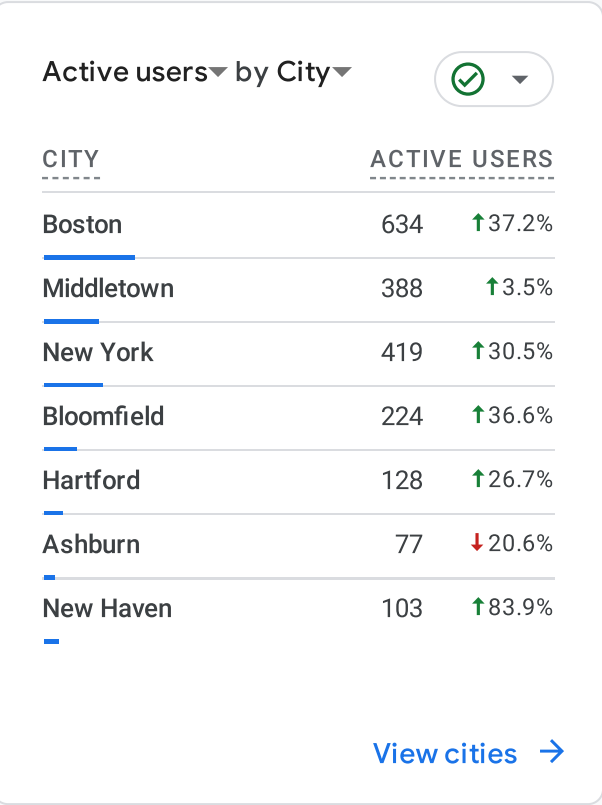 Active users by City
CITY ACTIVE USERS
Boston 634 ↑37.2%
Middletown 388 ↑3.5%
New York 419 ↑30.5%
Bloomfield 224 ↑36.6%
Hartford 128 ↑26.7%
Ashburn 77 ↓20.6%
New Haven 103 ↑83.9%
View cities →